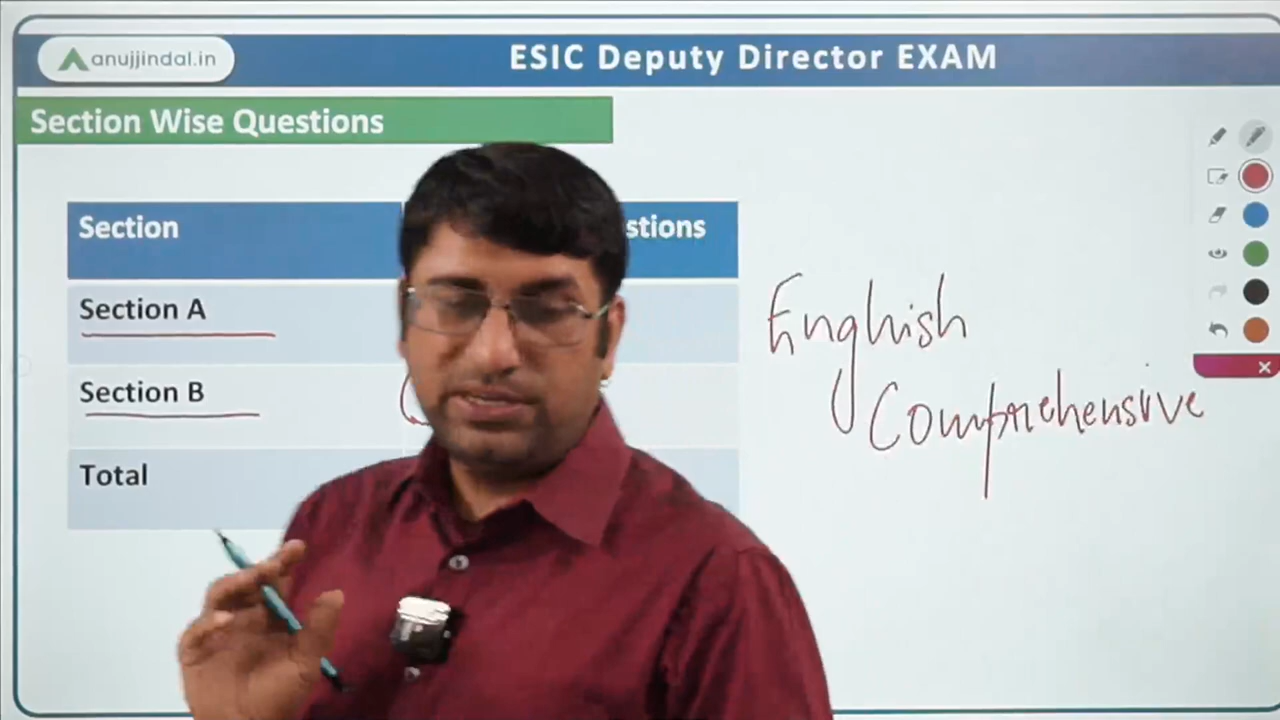 anujjindal.in
ESIC Deputy Director EXAM
Section Wise Questions
Section
stions
Section A
Section B
Total
English
Comprehensive